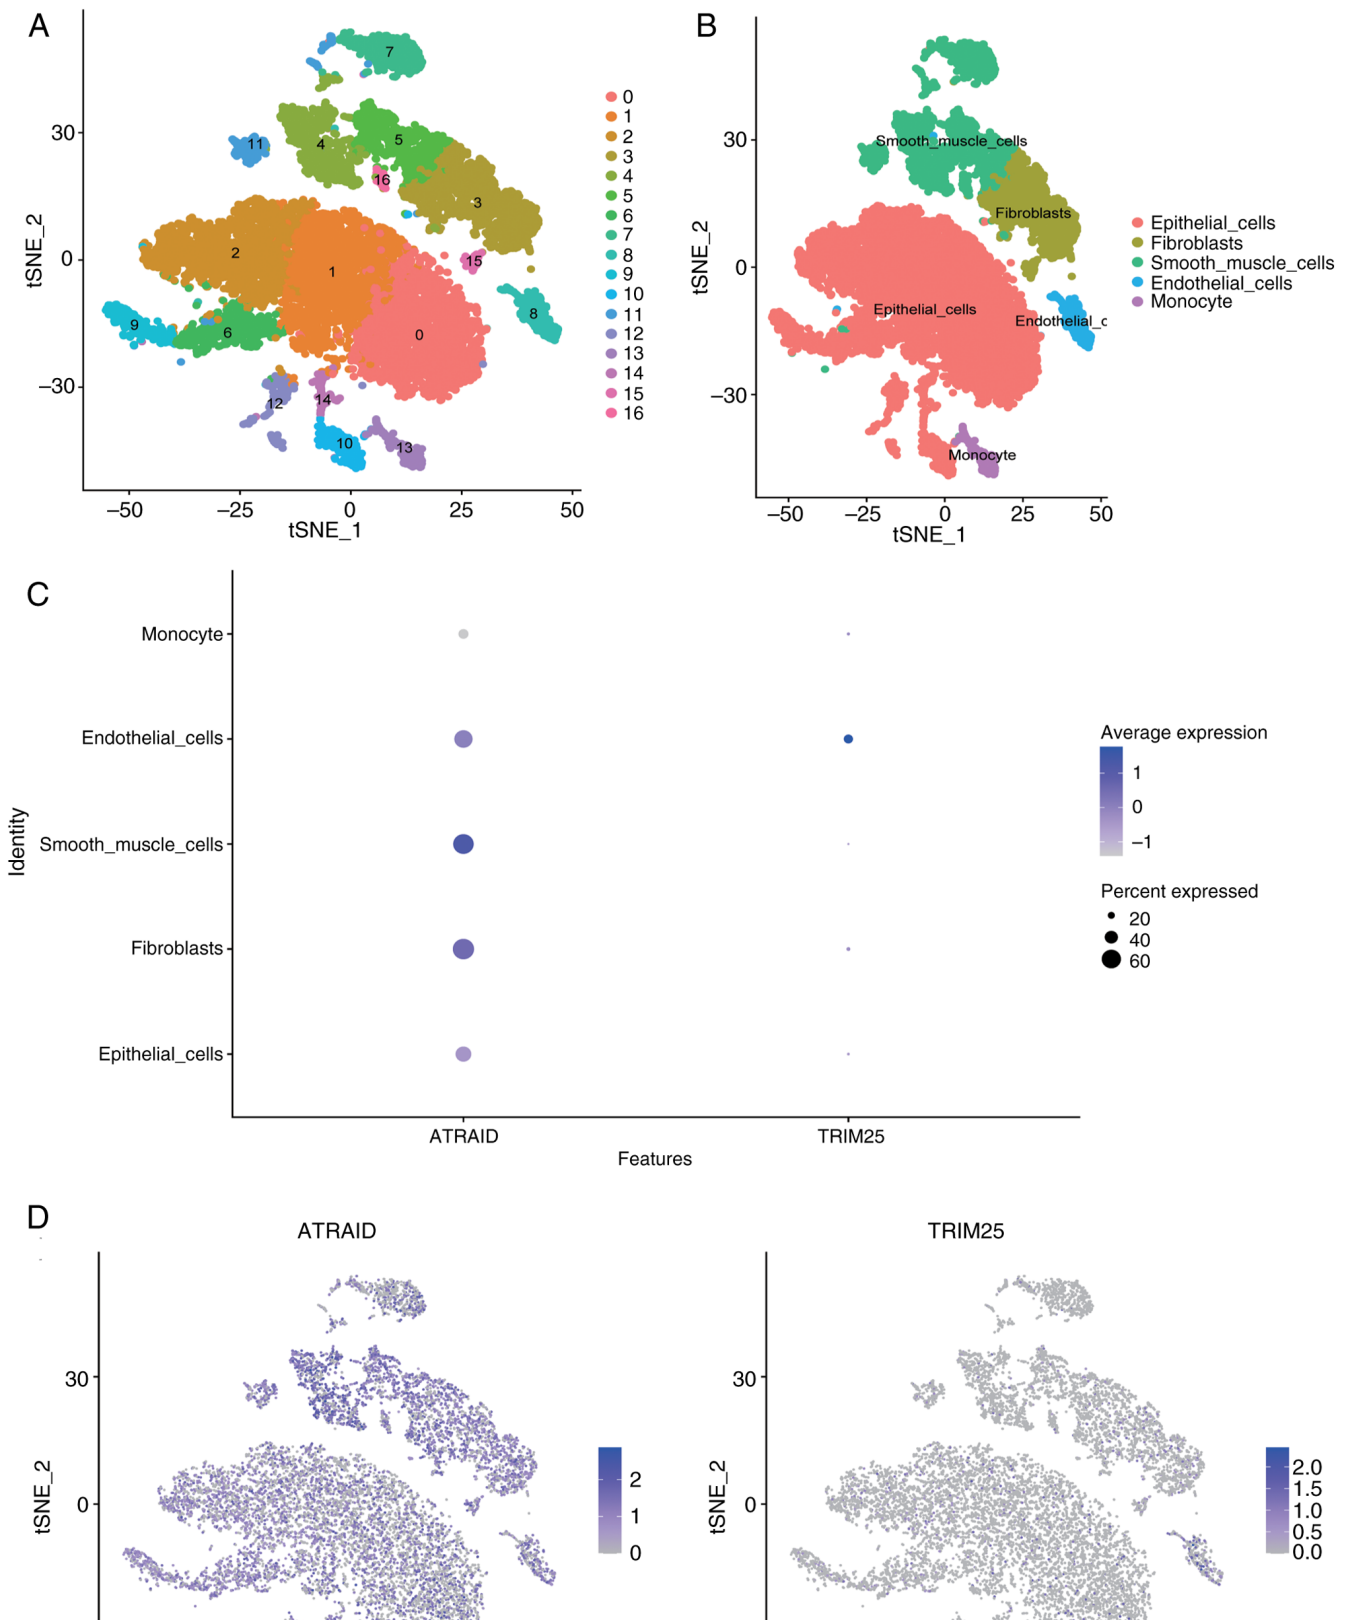 A
30
0
−30
tSNE_2
−50
−25
0
25
50
tSNE_1
7
11
4
5
16
3
2
1
15
9
6
8
0
12
14
10
13
0
1
2
3
4
5
6
7
8
9
10
11
12
13
14
15
16
B
30
0
−30
tSNE_2
−50
−25
0
25
50
tSNE_1
Smooth_muscle_cells
Fibroblasts
Epithelial_cells
Endothelial_c
Monocyte
Epithelial_cells
Fibroblasts
Smooth_muscle_cells
Endothelial_cells
Monocyte
C
Identity
Monocyte
Endothelial_cells
Smooth_muscle_cells
Fibroblasts
Epithelial_cells
ATRAID
TRIM25
Features
Average expression
1
0
−1
Percent expressed
20
40
60
D
ATRAID
30
0
tSNE_2
2
1
0
TRIM25
30
0
tSNE_2
2.0
1.5
1.0
0.5
0.0